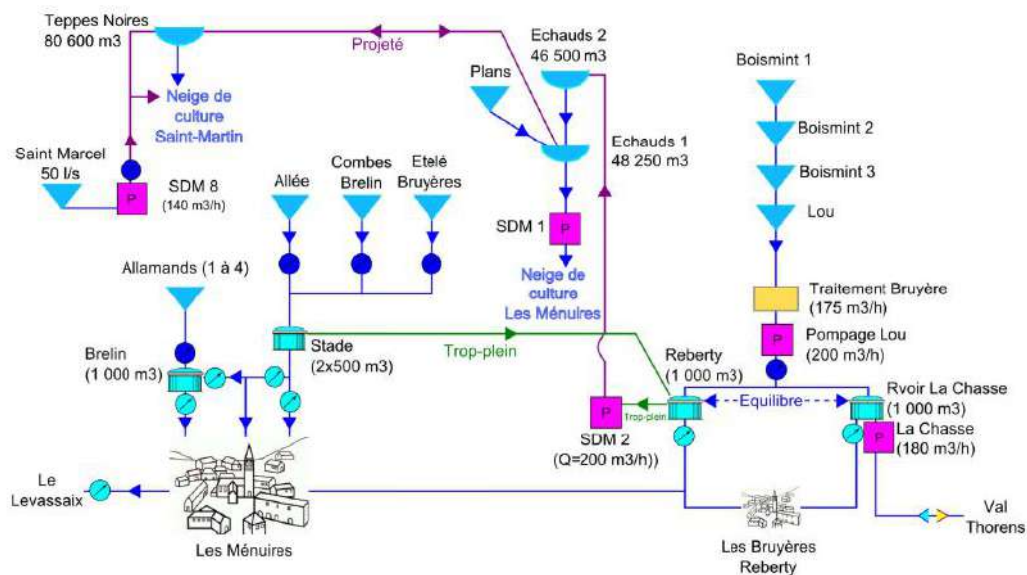 Teppes Noires
80 600 m3
Projeté
Echauds 2
46 500 m3
Boismint 1
Plans
Neige de
culture
Saint-Martin
Echauds 1
48 250 m3
Boismint 2
Saint Marcel
50 l/s
SDM 8
(140 m3/h)
Allée
Combes
Brelin
Etelé
Bruyères
Boismint 3
P
SDM 1
P
Lou
Allamands (1 à 4)
Neige de
culture
Les Ménuires
Traitement Bruyère
(175 m3/h)
P
Pompage Lou
(200 m3/h)
Brelin
(1 000 m3)
Stade
(2x500 m3)
Trop-plein
Reberty
(1 000 m3)
Equilibre
Rvoir La Chasse
(1 000 m3)
P
Trop-plein
SDM 2
(Q=200 m3/h))
P
La Chasse
(180 m3/h)
Le
Levassaix
Les Ménuires
Les Bruyères
Reberty
Val
Thorens